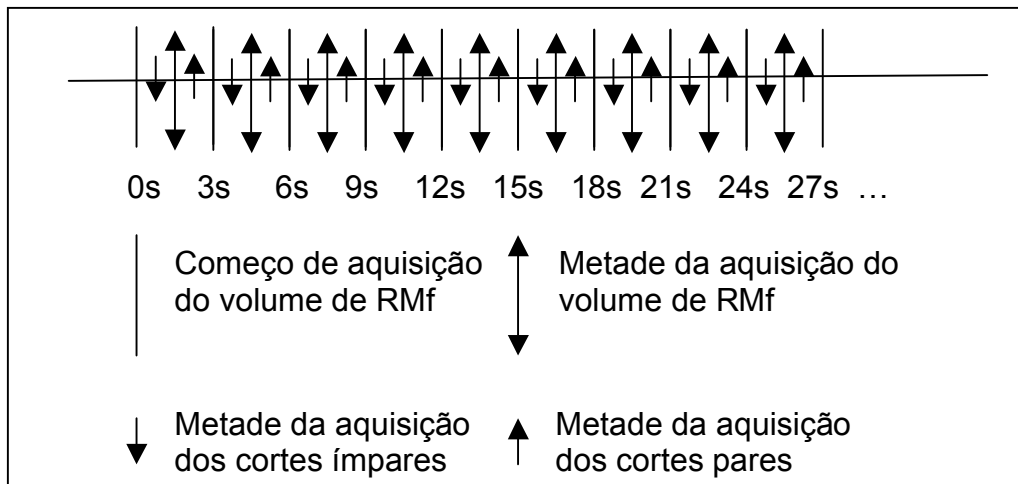 0s 3s 6s 9s 12s 15s 18s 21s 24s 27s …
Começo de aquisição
do volume de RMf
Metade da aquisição do
volume de RMf
Metade da aquisição
dos cortes ímpares
Metade da aquisição
dos cortes pares